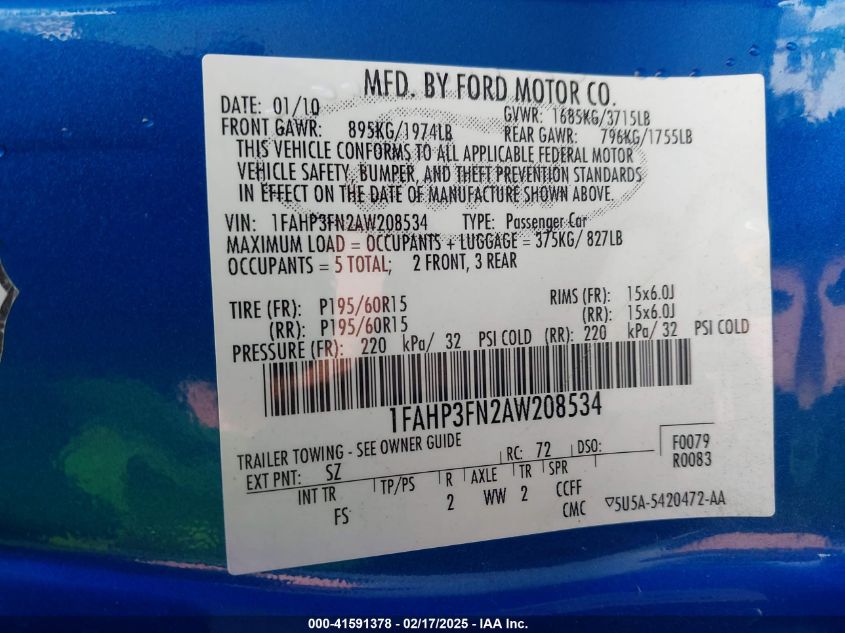 MFD. BY FORD MOTOR CO.
DATE: 01/10 GVWR: 1685KG/3715LB
FRONT GAWR: 895KG/1974LB REAR GAWR: 796KG/1755LB
THIS VEHICLE CONFORMS TO ALL APPLICABLE FEDERAL MOTOR
VEHICLE SAFETY, BUMPER, AND THEFT PREVENTION STANDARDS
IN EFFECT ON THE DATE OF MANUFACTURE SHOWN ABOVE.
VIN: 1FAHP3FN2AW208534 TYPE: Passenger Car
MAXIMUM LOAD = OCCUPANTS + LUGGAGE = 375KG/ 827LB
OCCUPANTS = 5 TOTAL; 2 FRONT, 3 REAR
TIRE (FR): P195/60R15 RIMS (FR): 15x6.0J
(RR): P195/60R15 (RR): 15x6.0J
PRESSURE (FR): 220 kPa/ 32 PSI COLD (RR): 220 kPa/ 32 PSI COLD
1FAHP3FN2AW208534
TRAILER TOWING - SEE OWNER GUIDE F0079
EXT PNT: SZ RC: 72 DSO: R0083
INT TR TP/PS R AXLE TR SPR
FS 2 WW 2 CCFF
CMC ▽5U5A-5420472-AA
000-41591378 - 02/17/2025 - COPYRIGHT IAA, Inc.